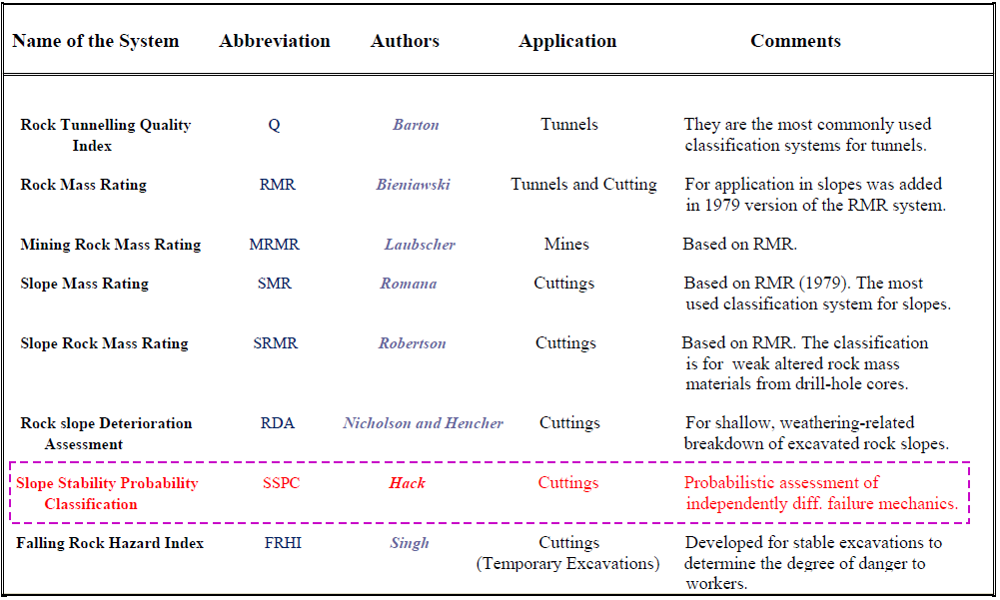 Name of the System Abbreviation Authors Application Comments
Rock Tunnelling Quality Q Barton Tunnels They are the most commonly used
Index classification systems for tunnels.
Rock Mass Rating RMR Bieniawski Tunnels and Cutting For application in slopes was added
in 1979 version of the RMR system.
Mining Rock Mass Rating MRMR Laubscher Mines Based on RMR.
Slope Mass Rating SMR Romana Cuttings Based on RMR (1979). The most
used classification system for slopes.
Slope Rock Mass Rating SRMR Robertson Cuttings Based on RMR. The classification
is for weak altered rock mass
materials from drill-hole cores.
Rock slope Deterioration RDA Nicholson and Hencher Cuttings For shallow, weathering-related
Assessment breakdown of excavated rock slopes.
Slope Stability Probability SSPC Hack Cuttings Probabilistic assessment of
Classification independently diff. failure mechanics.
Falling Rock Hazard Index FRHI Singh Cuttings Developed for stable excavations to
(Temporary Excavations) determine the degree of danger to
workers.